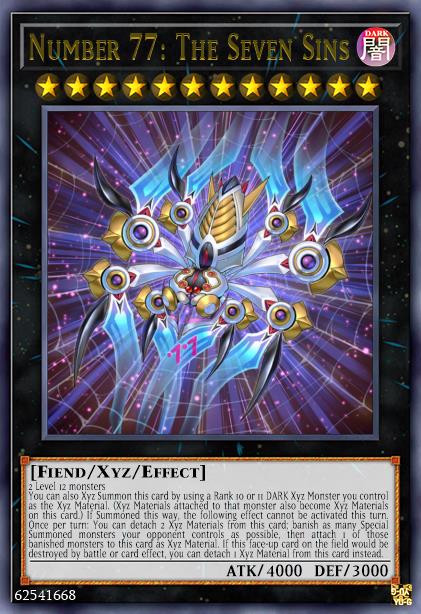 Number 77: The Seven Sins
DARK
闇
77
[Fiend/Xyz/Effect]
2 Level 12 monsters
You can also Xyz Summon this card by using a Rank 10 or 11 DARK Xyz Monster you control
as the Xyz Material. (Xyz Materials attached to that monster also become Xyz Materials
on this card.) If Summoned this way, the following effect cannot be activated this turn.
Once per turn: You can detach 2 Xyz Materials from this card; banish as many Special
Summoned monsters your opponent controls as possible, then attach 1 of those
banished monsters to this card as Xyz Material. If this face-up card on the field would be
destroyed by battle or card effect, you can detach 1 Xyz Material from this card instead.
ATK/4000 DEF/3000
62541668